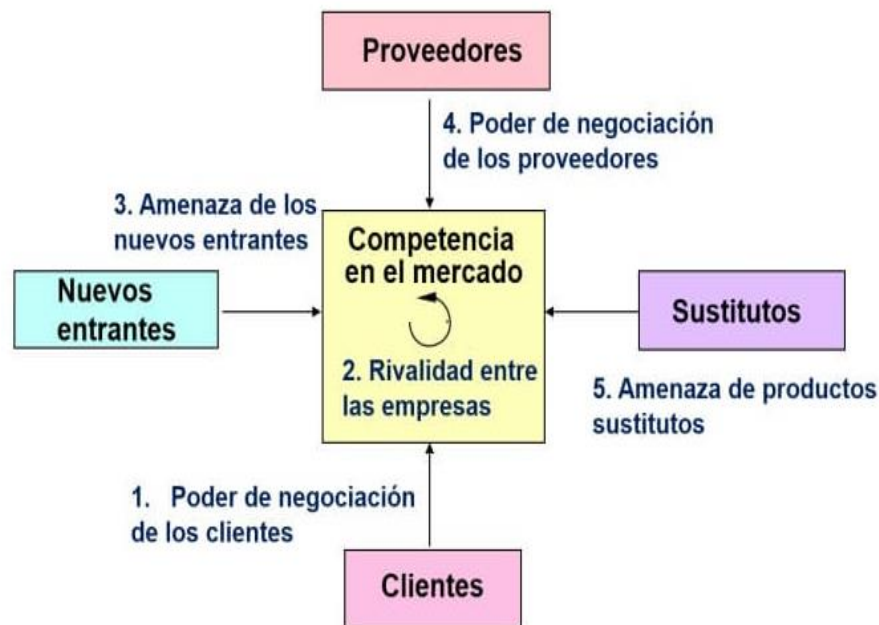 Proveedores
4. Poder de negociación
de los proveedores
3. Amenaza de los
nuevos entrantes
Competencia
en el mercado
Nuevos
entrantes
Sustitutos
2. Rivalidad entre
las empresas
5. Amenaza de productos
sustitutos
1. Poder de negociación
de los clientes
Clientes